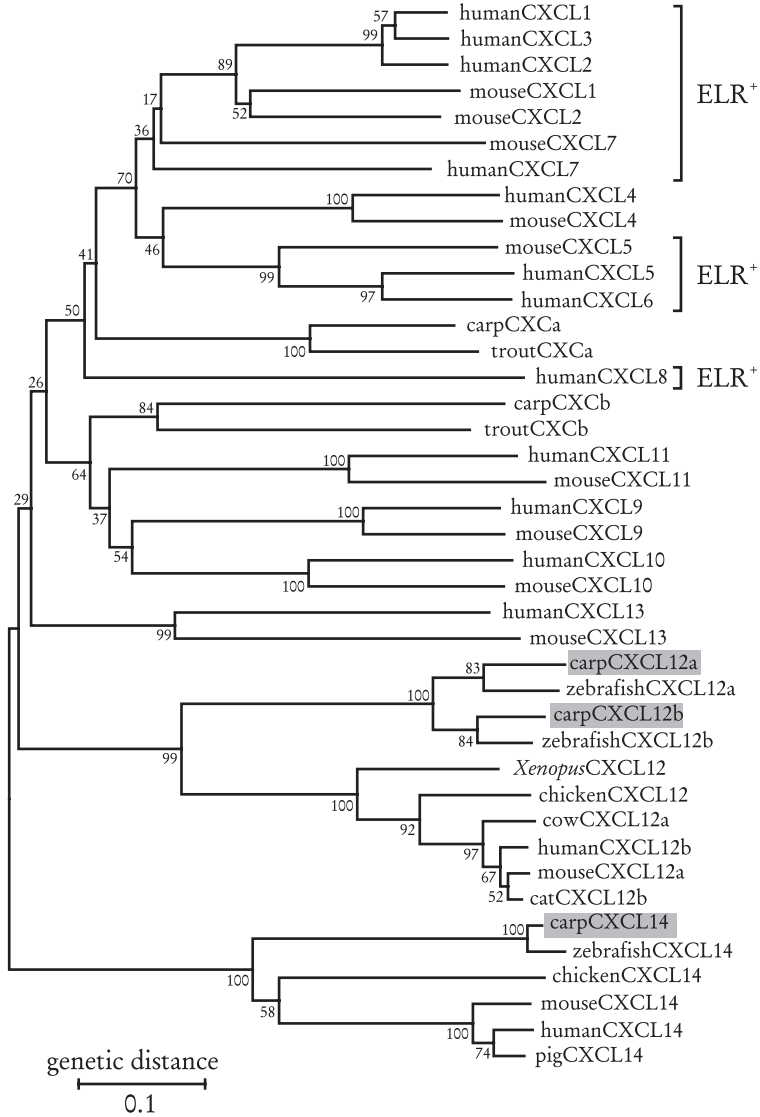 57
humanCXCL1
99
humanCXCL3
89
humanCXCL2
mouseCXCL1
ELR+
17
52
mouseCXCL2
36
mouseCXCL7
70
humanCXCL7
100
humanCXCL4
mouseCXCL4
46
mouseCXCL5
41
99
humanCXCL5
ELR+
97
humanCXCL6
50
carpCXCa
100
troutCXCa
humanCXCL8
ELR+
26
84
carpCXCb
troutCXCb
64
100
humanCXCL11
mouseCXCL11
29
37
100
humanCXCL9
mouseCXCL9
54
humanCXCL10
100
mouseCXCL10
humanCXCL13
99
mouseCXCL13
83
carpCXCL12a
100
zebrafishCXCL12a
carpCXCL12b
84
zebrafishCXCL12b
99
XenopusCXCL12
100
chickenCXCL12
92
cowCXCL12a
97
humanCXCL12b
67
mouseCXCL12a
52
catCXCL12b
100
carpCXCL14
zebrafishCXCL14
100
chickenCXCL14
58
mouseCXCL14
100
humanCXCL14
74
pigCXCL14
genetic distance
0.1